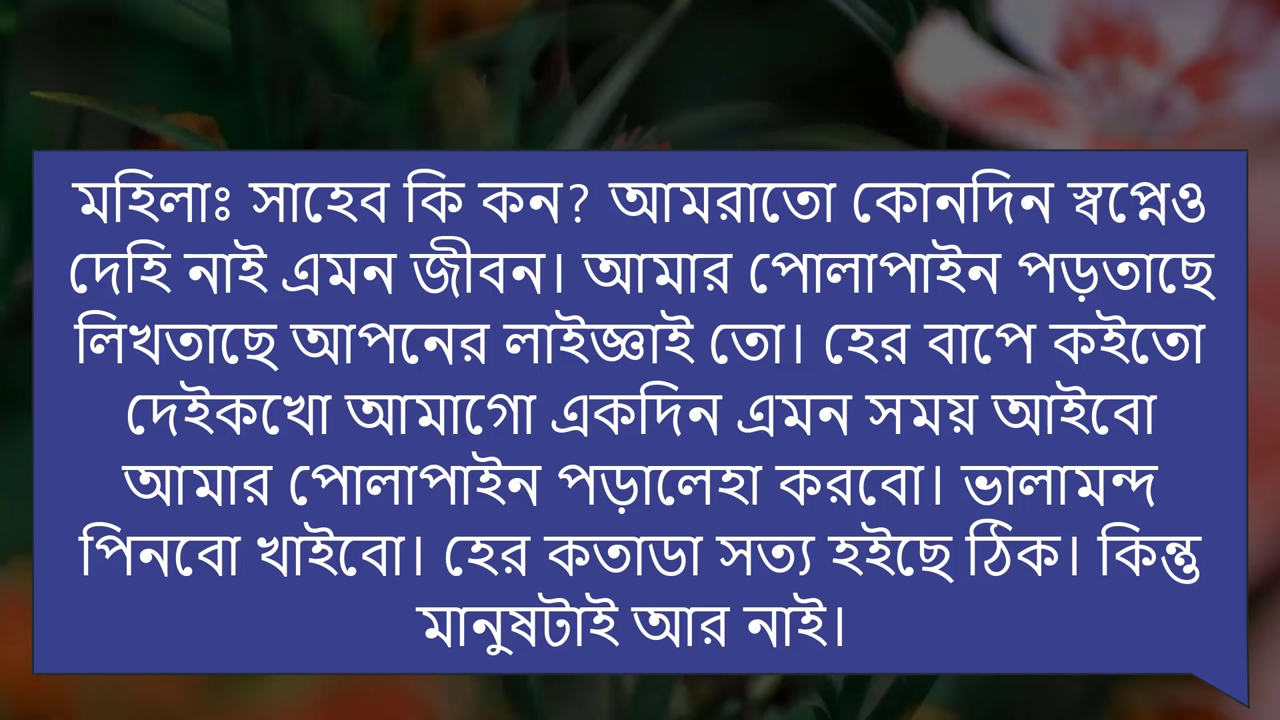 মহিলাঃ সাহেব কি কন? আমরাতো কোনদিন স্বপ্নেও
দেহি নাই এমন জীবন। আমার পোলাপাইন পড়তাছে
লিখতাছে আপনের লাইজ্ঞাই তো। হের বাপে কইতো
দেইকখো আমাগো একদিন এমন সময় আইবো
আমার পোলাপাইন পড়ালেহা করবো। ভালামন্দ
পিনবো খাইবো। হের কতাডা সত্য হইছে ঠিক। কিন্তু
মানুষটাই আর নাই।